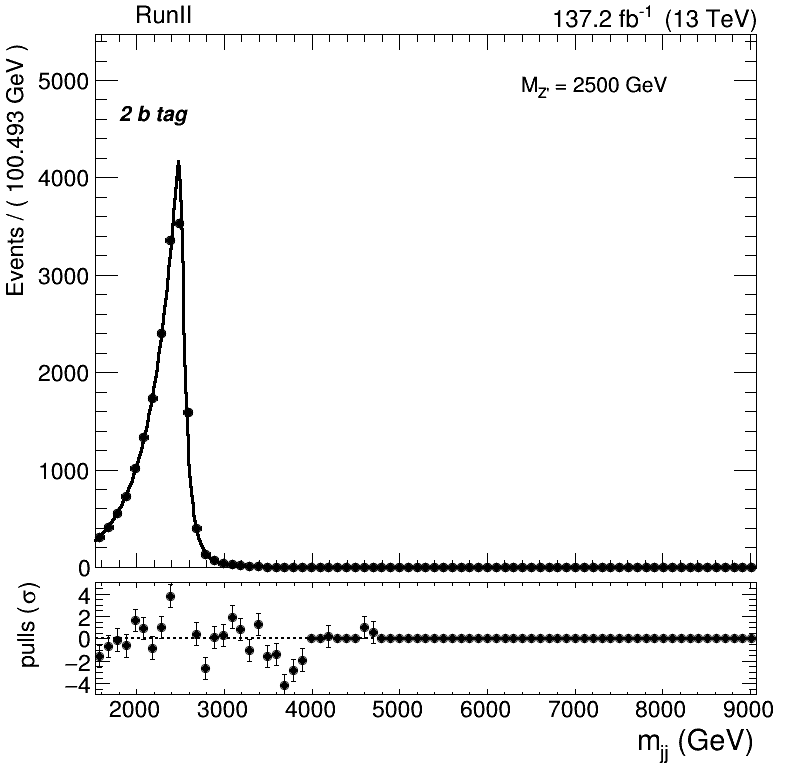 RunII 137.2 fb⁻¹ (13 TeV)
Events / ( 100.493 GeV )
5000
4000
3000
2000
1000
0
2 b tag
M_Z' = 2500 GeV
pulls (σ)
4
2
0
−2
−4
2000 3000 4000 5000 6000 7000 8000 9000
m_jj (GeV)